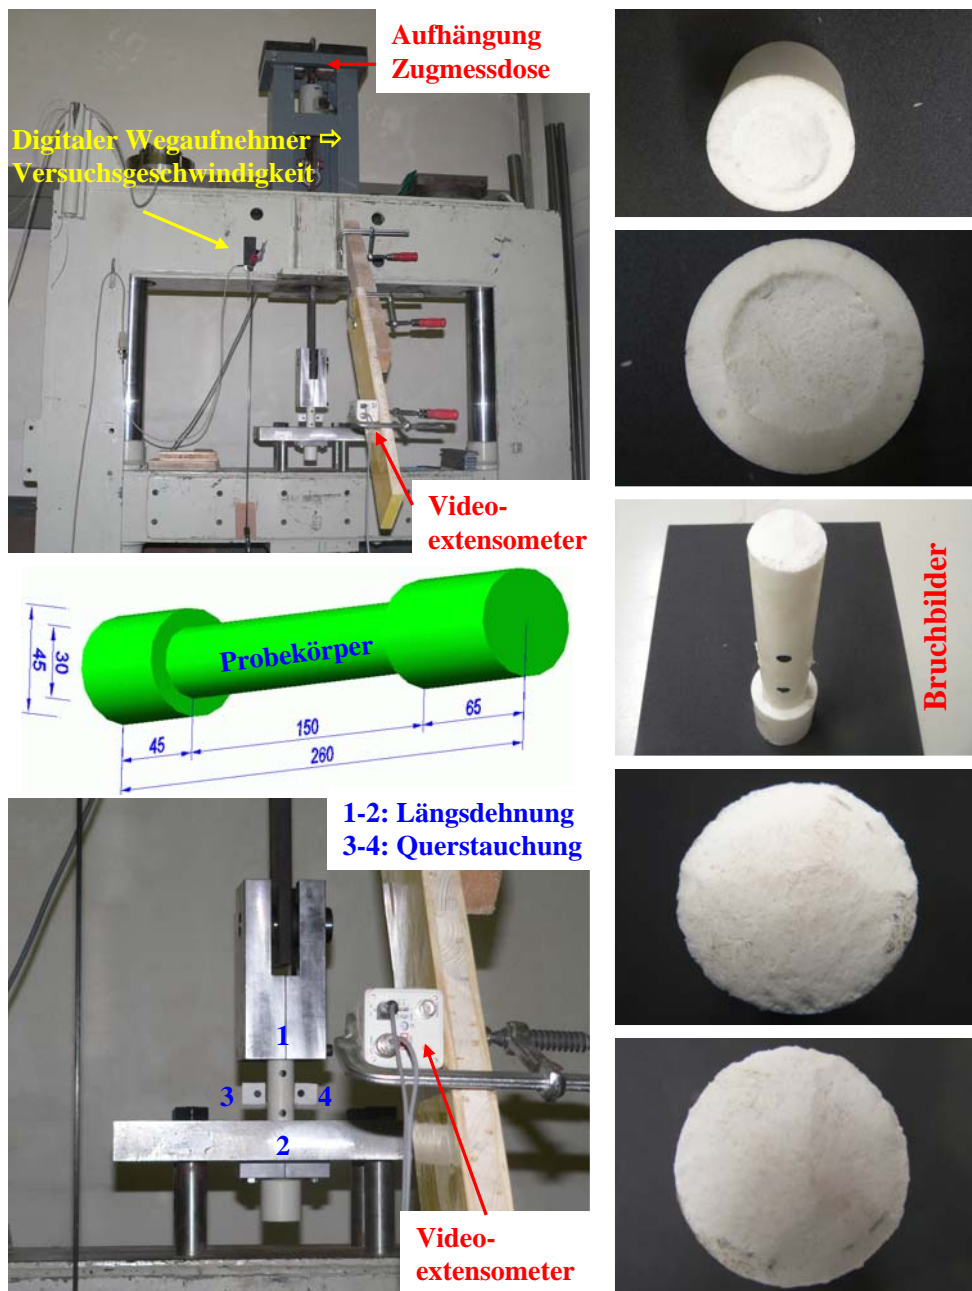 Aufhängung
Zugmessdose
Digitaler Wegaufnehmer ⇨
Versuchsgeschwindigkeit
Video-
extensometer
Probekörper
30
45
45
150
65
260
Bruchbilder
1-2: Längsdehnung
3-4: Querstauchung
1
3
4
2
Video-
extensometer